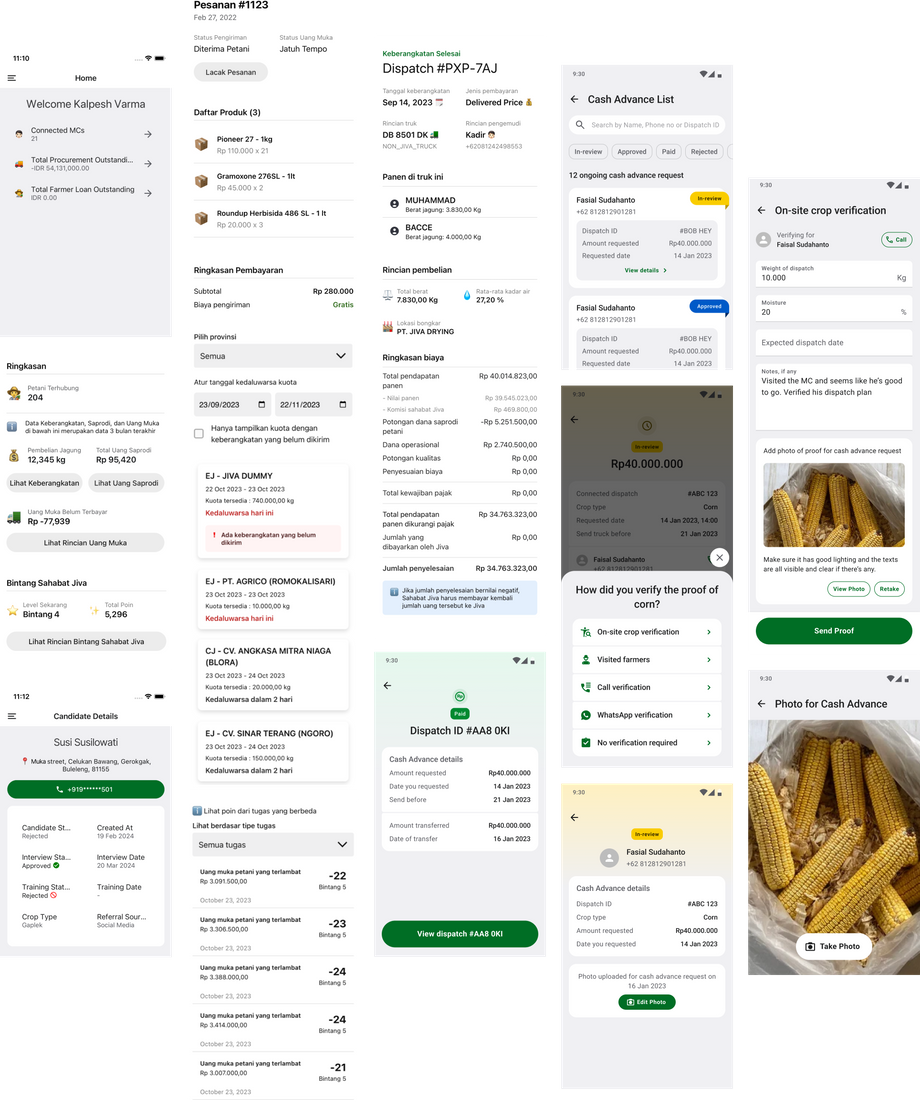 11:10
Home
Welcome Kalpesh Varma
Connected MCs
21
Total Procurement Outstandi...
-IDR 54,131,000.00
Total Farmer Loan Outstanding
IDR 0.00
Ringkasan
Petani Terhubung
204
Data Keberangkatan, Saprodi, dan Uang Muka
di bawah ini merupakan data 3 bulan terakhir
Pembelian Jagung
12,345 kg
Total Uang Saprodi
Rp 95,420
Lihat Keberangkatan
Lihat Uang Saprodi
Uang Muka Belum Terbayar
Rp -77,939
Lihat Rincian Uang Muka
Bintang Sahabat Jiva
Level Sekarang
Bintang 4
Total Poin
5,296
Lihat Rincian Bintang Sahabat Jiva
11:12
Candidate Details
Susi Susilowati
Muka street, Celukan Bawang, Gerokgak,
Buleleng, 81155
+919******501
Candidate St...
Rejected
Created At
19 Feb 2024
Interview Sta...
Approved
Interview Date
20 Mar 2024
Training Stat...
Rejected
Training Date
-
Crop Type
Gaplek
Referral Sour...
Social Media
Pesanan #1123
Feb 27, 2022
Status Pengiriman
Diterima Petani
Status Uang Muka
Jatuh Tempo
Lacak Pesanan
Daftar Produk (3)
Pioneer 27 - 1kg
Rp 110.000 x 21
Gramoxone 276SL - 1lt
Rp 45.000 x 2
Roundup Herbisida 486 SL - 1 lt
Rp 20.000 x 3
Ringkasan Pembayaran
Subtotal Rp 280.000
Biaya pengiriman Gratis
Pilih provinsi
Semua
Atur tanggal kedaluwarsa kuota
23/09/2023
22/11/2023
Hanya tampilkan kuota dengan
keberangkatan yang belum dikirim
EJ - JIVA DUMMY
22 Oct 2023 - 23 Oct 2023
Kuota tersedia : 740.000,00 kg
Kedaluwarsa hari ini
Ada keberangkatan yang belum
dikirim
EJ - PT. AGRICO (ROMOKALISARI)
23 Oct 2023 - 23 Oct 2023
Kuota tersedia : 10.000,00 kg
Kedaluwarsa hari ini
CJ - CV. ANGKASA MITRA NIAGA
(BLORA)
23 Oct 2023 - 24 Oct 2023
Kuota tersedia : 20.000,00 kg
Kedaluwarsa dalam 2 hari
EJ - CV. SINAR TERANG (NGORO)
23 Oct 2023 - 24 Oct 2023
Kuota tersedia : 150.000,00 kg
Kedaluwarsa dalam 2 hari
Lihat poin dari tugas yang berbeda
Lihat berdasar tipe tugas
Semua tugas
Uang muka petani yang terlambat -22
Rp 3.091.500,00 Bintang 5
October 23, 2023
Uang muka petani yang terlambat -23
Rp 3.306.500,00 Bintang 5
October 23, 2023
Uang muka petani yang terlambat -24
Rp 3.388.000,00 Bintang 5
October 23, 2023
Uang muka petani yang terlambat -24
Rp 3.414.000,00 Bintang 5
October 23, 2023
Uang muka petani yang terlambat -21
Rp 3.007.000,00 Bintang 5
October 23, 2023
Keberangkatan Selesai
Dispatch #PXP-7AJ
Tanggal keberangkatan
Sep 14, 2023
Jenis pembayaran
Delivered Price
Rincian truk
DB 8501 DK
NON_JIVA_TRUCK
Rincian pengemudi
Kadir
+62081242498553
Panen di truk ini
MUHAMMAD
Berat jagung: 3.830,00 Kg
BACCE
Berat jagung: 4.000,00 Kg
Rincian pembelian
Total berat
7.830,00 Kg
Rata-rata kadar air
27,20 %
Lokasi bongkar
PT. JIVA DRYING
Ringkasan biaya
Total pendapatan
panen Rp 40.014.823,00
- Nilai panen Rp 39.545.023,00
- Komisi sahabat Jiva Rp 469.800,00
Potongan dana saprodi
petani -Rp 5.251.500,00
Dana operasional Rp 2.740.500,00
Potongan kualitas Rp 0,00
Penyesuaian biaya Rp 0,00
Total kewajiban pajak Rp 0,00
Total pendapatan
panen dikurangi pajak Rp 34.763.323,00
Jumlah yang
dibayarkan oleh Jiva Rp 0,00
Jumlah penyelesaian Rp 34.763.323,00
Jika jumlah penyelesaian bernilai negatif,
Sahabat Jiva harus membayar kembali
jumlah uang tersebut ke Jiva
9:30
Paid
Dispatch ID #AA8 0KI
Cash Advance details
Amount requested Rp40.000.000
Date you requested 14 Jan 2023
Send before 21 Jan 2023
Amount transferred Rp40.000.000
Date of transfer 16 Jan 2023
View dispatch #AA8 0KI
9:30
Cash Advance List
Search by Name, Phone no or Dispatch ID
In-review
Approved
Paid
Rejected
12 ongoing cash advance request
Fasial Sudahanto
In-review
+62 812812901281
Dispatch ID #BOB HEY
Amount requested Rp40.000.000
Requested date 14 Jan 2023
View details
Approved
Fasial Sudahanto
+62 812812901281
Dispatch ID #BOB HEY
Amount requested Rp40.000.000
Requested date 14 Jan 2023
9:30
In-review
Rp40.000.000
Connected dispatch #ABC 123
Crop type Corn
Requested date 14 Jan 2023, 14:00
Send truck before 21 Jan 2023
Fasial Sudahanto
+62 812812901281
How did you verify the proof of
corn?
On-site crop verification
Visited farmers
Call verification
WhatsApp verification
No verification required
9:30
In-review
Fasial Sudahanto
+62 812812901281
Cash Advance details
Dispatch ID #ABC 123
Crop type Corn
Amount requested Rp40.000.000
Date you requested 14 Jan 2023
Photo uploaded for cash advance request on
16 Jan 2023
Edit Photo
9:30
On-site crop verification
Verifying for
Faisal Sudahanto
Call
Weight of dispatch
10.000 Kg
Moisture
20 %
Expected dispatch date
Notes, if any
Visited the MC and seems like he's good
to go. Verified his dispatch plan
Add photo of proof for cash advance request
Make sure it has good lighting and the texts
are all visible and clear if there's any.
View Photo
Retake
Send Proof
9:30
Photo for Cash Advance
Take Photo